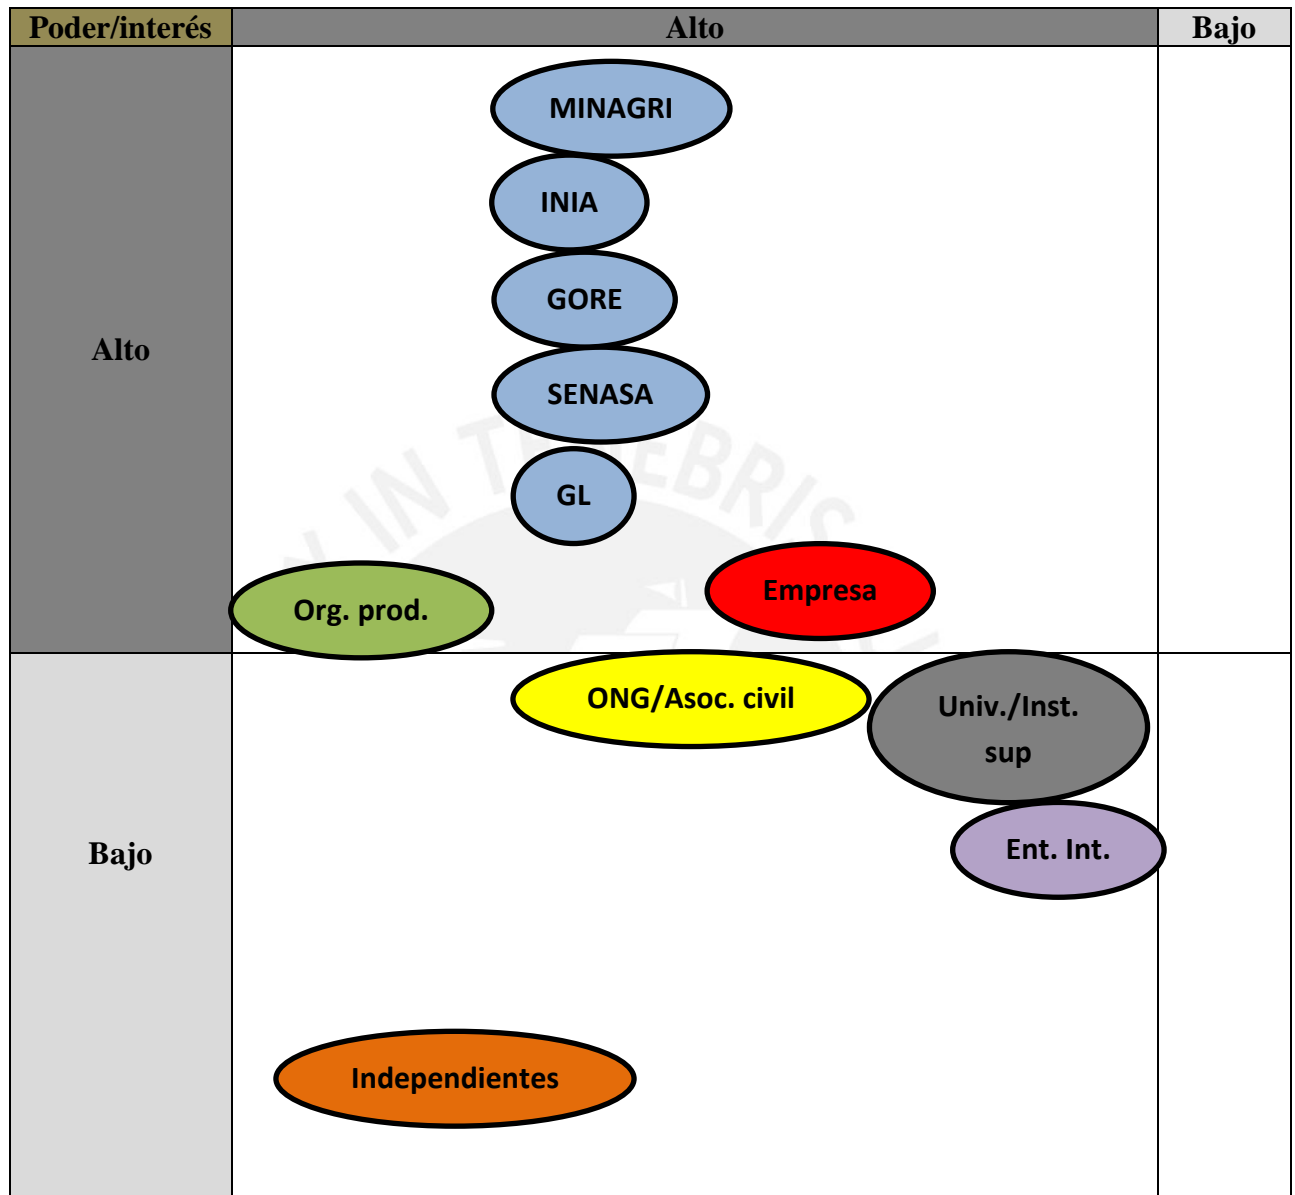 Poder/interés Alto Bajo
MINAGRI
INIA
GORE
Alto
SENASA
GL
Empresa
Org. prod.
ONG/Asoc. civil
Univ./Inst.
sup
Bajo
Ent. Int.
Independientes